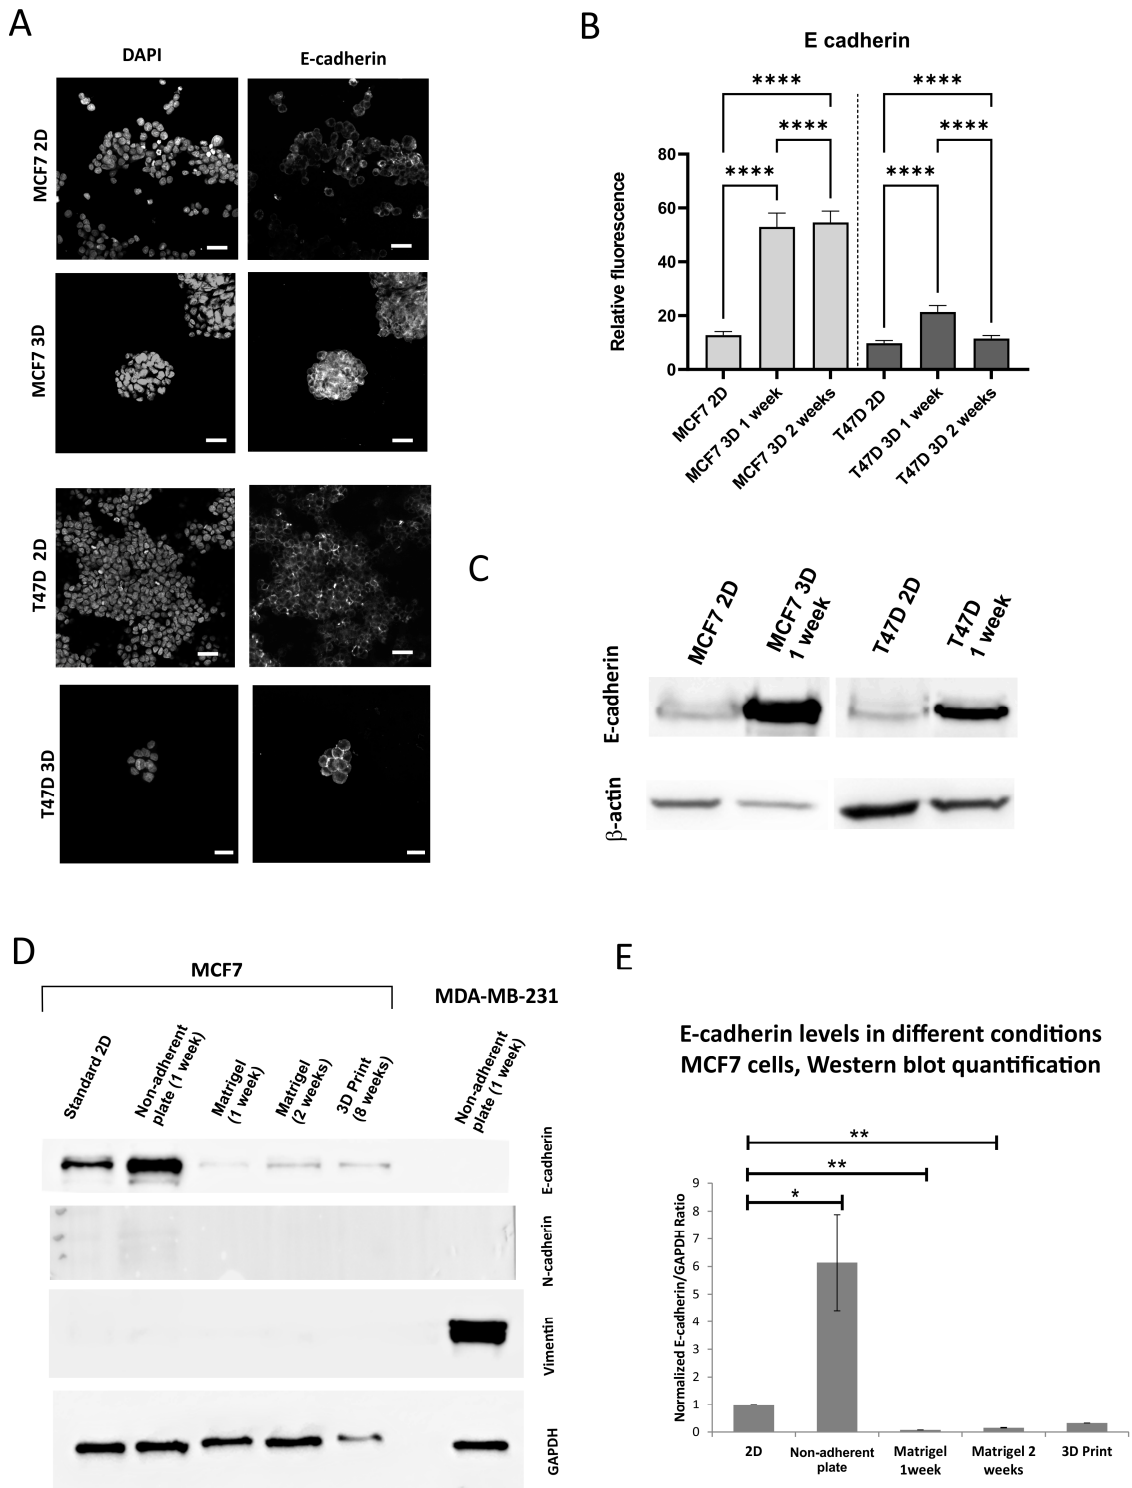 A
DAPI
E-cadherin
MCF7 2D
MCF7 3D
T47D 2D
T47D 3D
B
E cadherin
**** ****
**** ****
**** ****
Relative fluorescence
80
60
40
20
0
MCF7 2D
MCF7 3D 1 week
MCF7 3D 2 weeks
T47D 2D
T47D 3D 1 week
T47D 3D 2 weeks
C
MCF7 2D
MCF7 3D
1 week
T47D 2D
T47D
1 week
E-cadherin
β-actin
D
MCF7
MDA-MB-231
Standard 2D
Non-adherent
plate (1 week)
Matrigel
(1 week)
Matrigel
(2 weeks)
3D Print
(8 weeks)
Non-adherent
plate (1 week)
E-cadherin
N-cadherin
Vimentin
GAPDH
E
E-cadherin levels in different conditions
MCF7 cells, Western blot quantification
**
**
*
Normalized E-cadherin/GAPDH Ratio
9
8
7
6
5
4
3
2
1
0
2D
Non-adherent
plate
Matrigel
1week
Matrigel 2
weeks
3D Print